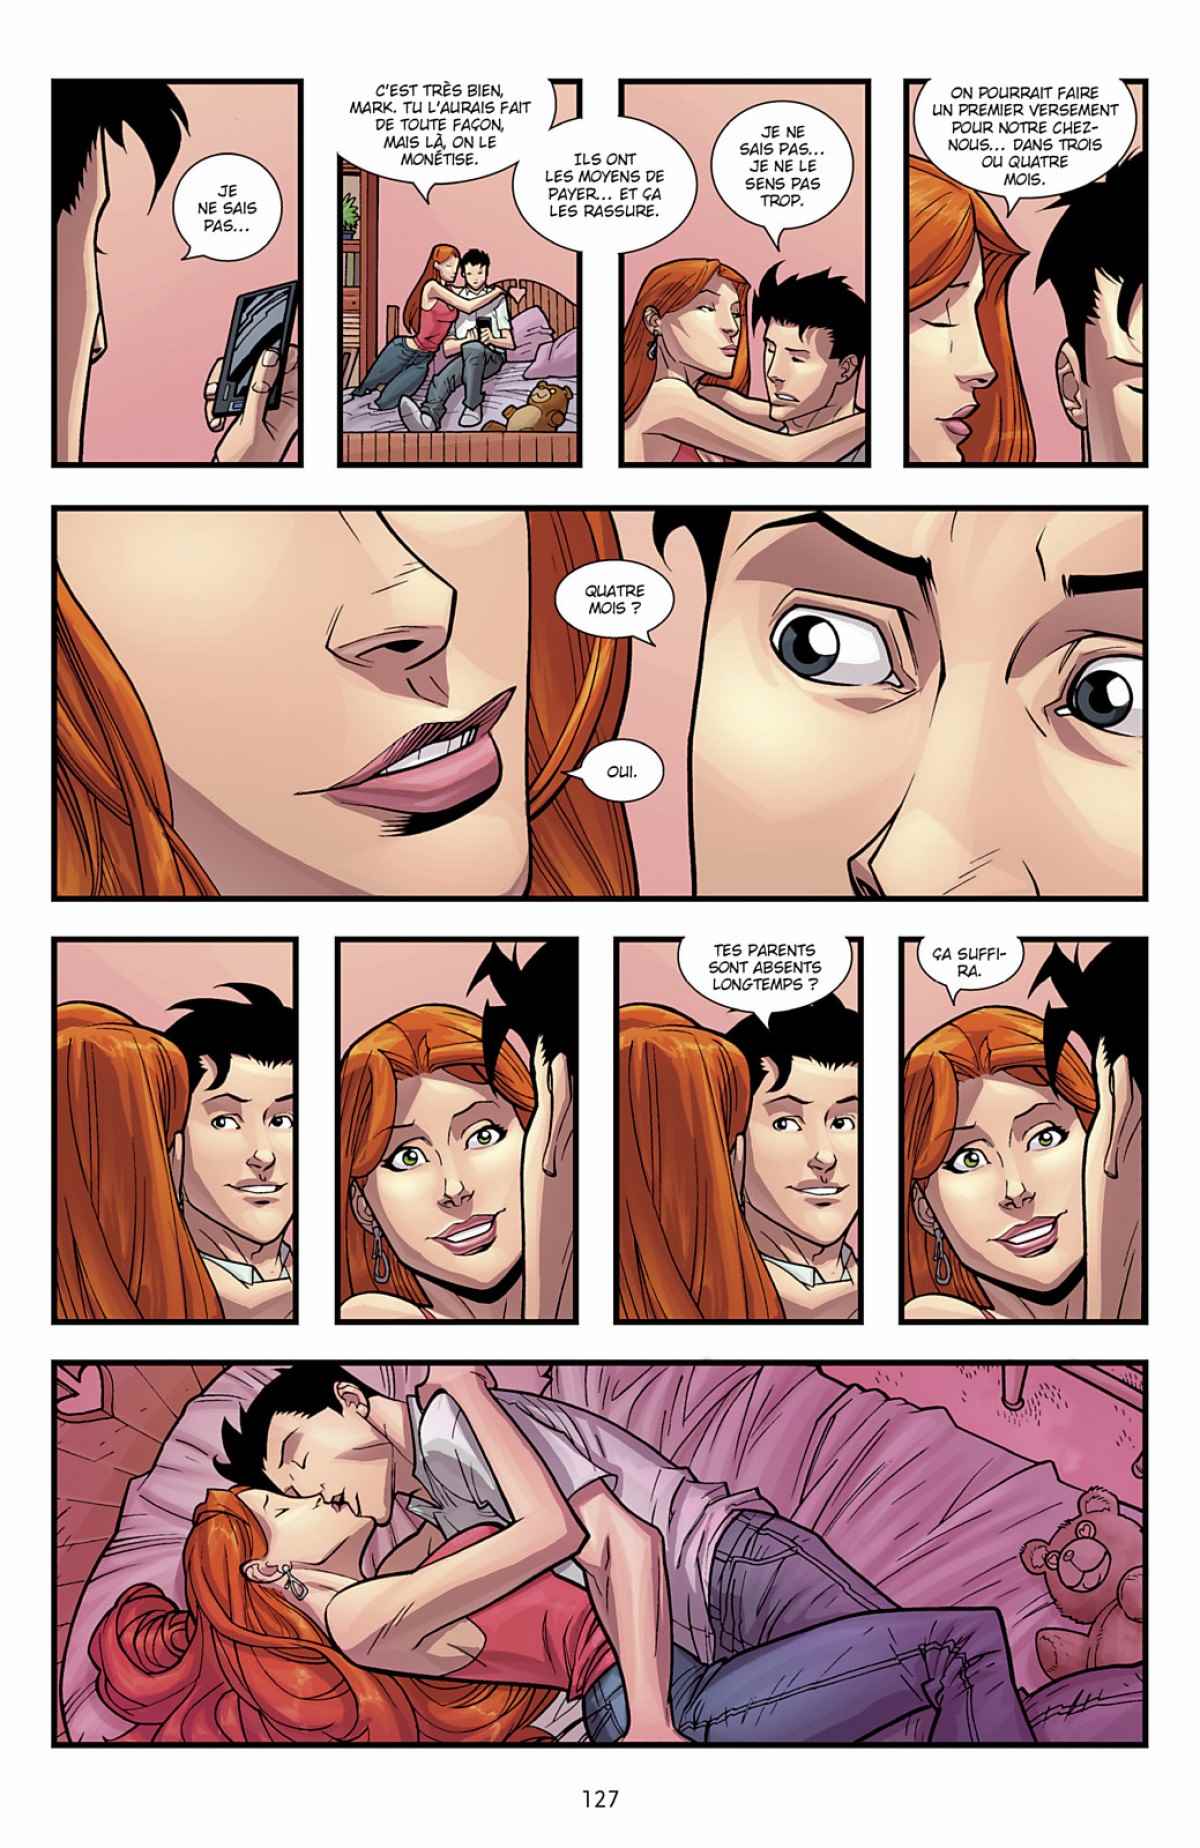 JE
NE SAIS
PAS...
C'EST TRÈS BIEN,
MARK. TU L'AURAIS FAIT
DE TOUTE FAÇON,
MAIS LÀ, ON LE
MONÉTISE.
ILS ONT
LES MOYENS DE
PAYER... ET ÇA
LES RASSURE.
JE NE
SAIS PAS...
JE NE LE
SENS PAS
TROP.
ON POURRAIT FAIRE
UN PREMIER VERSEMENT
POUR NOTRE CHEZ-
NOUS... DANS TROIS
OU QUATRE
MOIS.
QUATRE
MOIS ?
OUI.
TES PARENTS
SONT ABSENTS
LONGTEMPS ?
ÇA SUFFI-
RA.
127